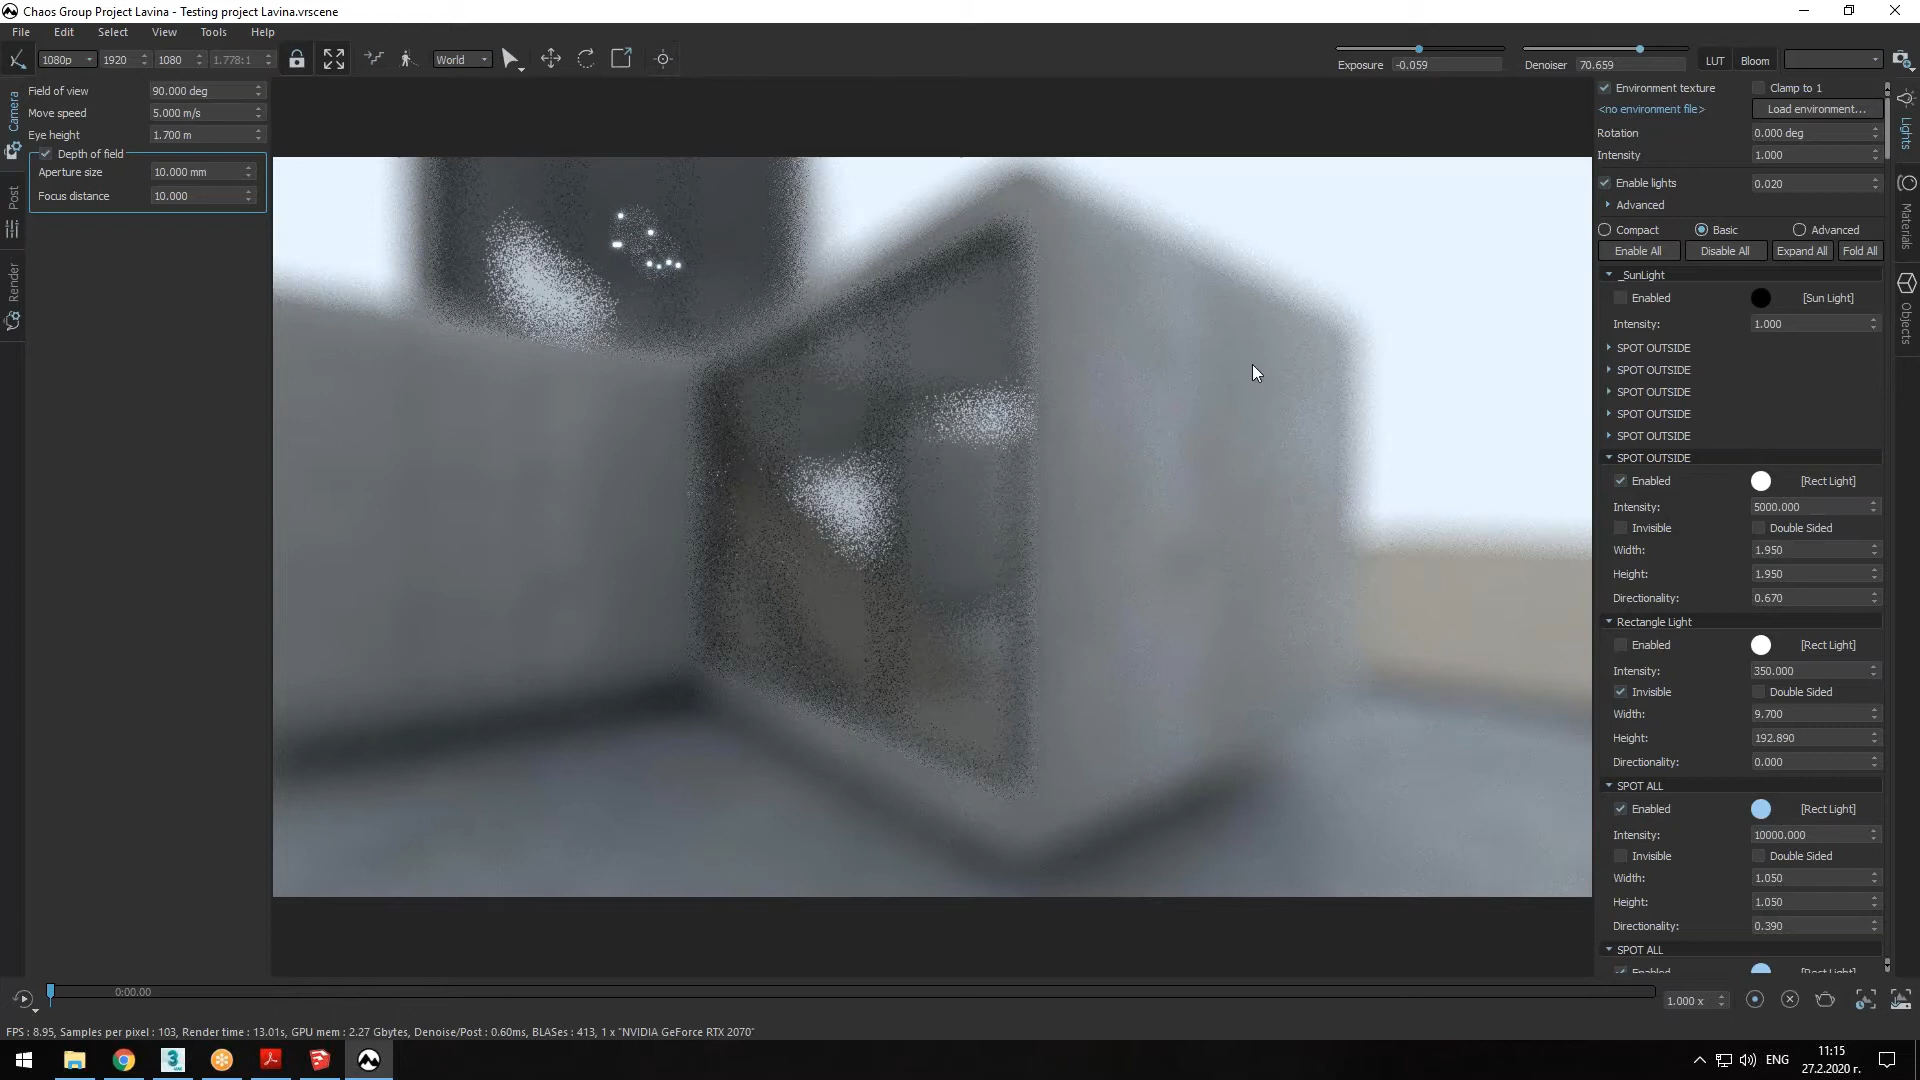 Chaos Group Project Lavina - Testing project Lavina.vrscene
File Edit Select View Tools Help
1080p 1920 1080 1.778:1 World Exposure -0.059 Denoiser 70.659 LUT Bloom
Camera
Post
Render
Field of view 90.000 deg
Move speed 5.000 m/s
Eye height 1.700 m
Depth of field
Aperture size 10.000 mm
Focus distance 10.000
Environment texture Clamp to 1
<no environment file> Load environment...
Rotation 0.000 deg
Intensity 1.000
Enable lights 0.020
Advanced
Compact Basic Advanced
Enable All Disable All Expand All Fold All
_SunLight
Enabled [Sun Light]
Intensity: 1.000
SPOT OUTSIDE
SPOT OUTSIDE
SPOT OUTSIDE
SPOT OUTSIDE
SPOT OUTSIDE
SPOT OUTSIDE
Enabled [Rect Light]
Intensity: 5000.000
Invisible Double Sided
Width: 1.950
Height: 1.950
Directionality: 0.670
Rectangle Light
Enabled [Rect Light]
Intensity: 350.000
Invisible Double Sided
Width: 9.700
Height: 192.890
Directionality: 0.000
SPOT ALL
Enabled [Rect Light]
Intensity: 10000.000
Invisible Double Sided
Width: 1.050
Height: 1.050
Directionality: 0.390
SPOT ALL
Enabled [Rect Light]
Lights
Materials
Objects
0:00.00 1.000 x
FPS : 8.95, Samples per pixel : 103, Render time : 13.01s, GPU mem : 2.27 Gbytes, Denoise/Post : 0.60ms, BLASes : 413, 1 x "NVIDIA GeForce RTX 2070"
ENG
11:15
27.2.2020 г.